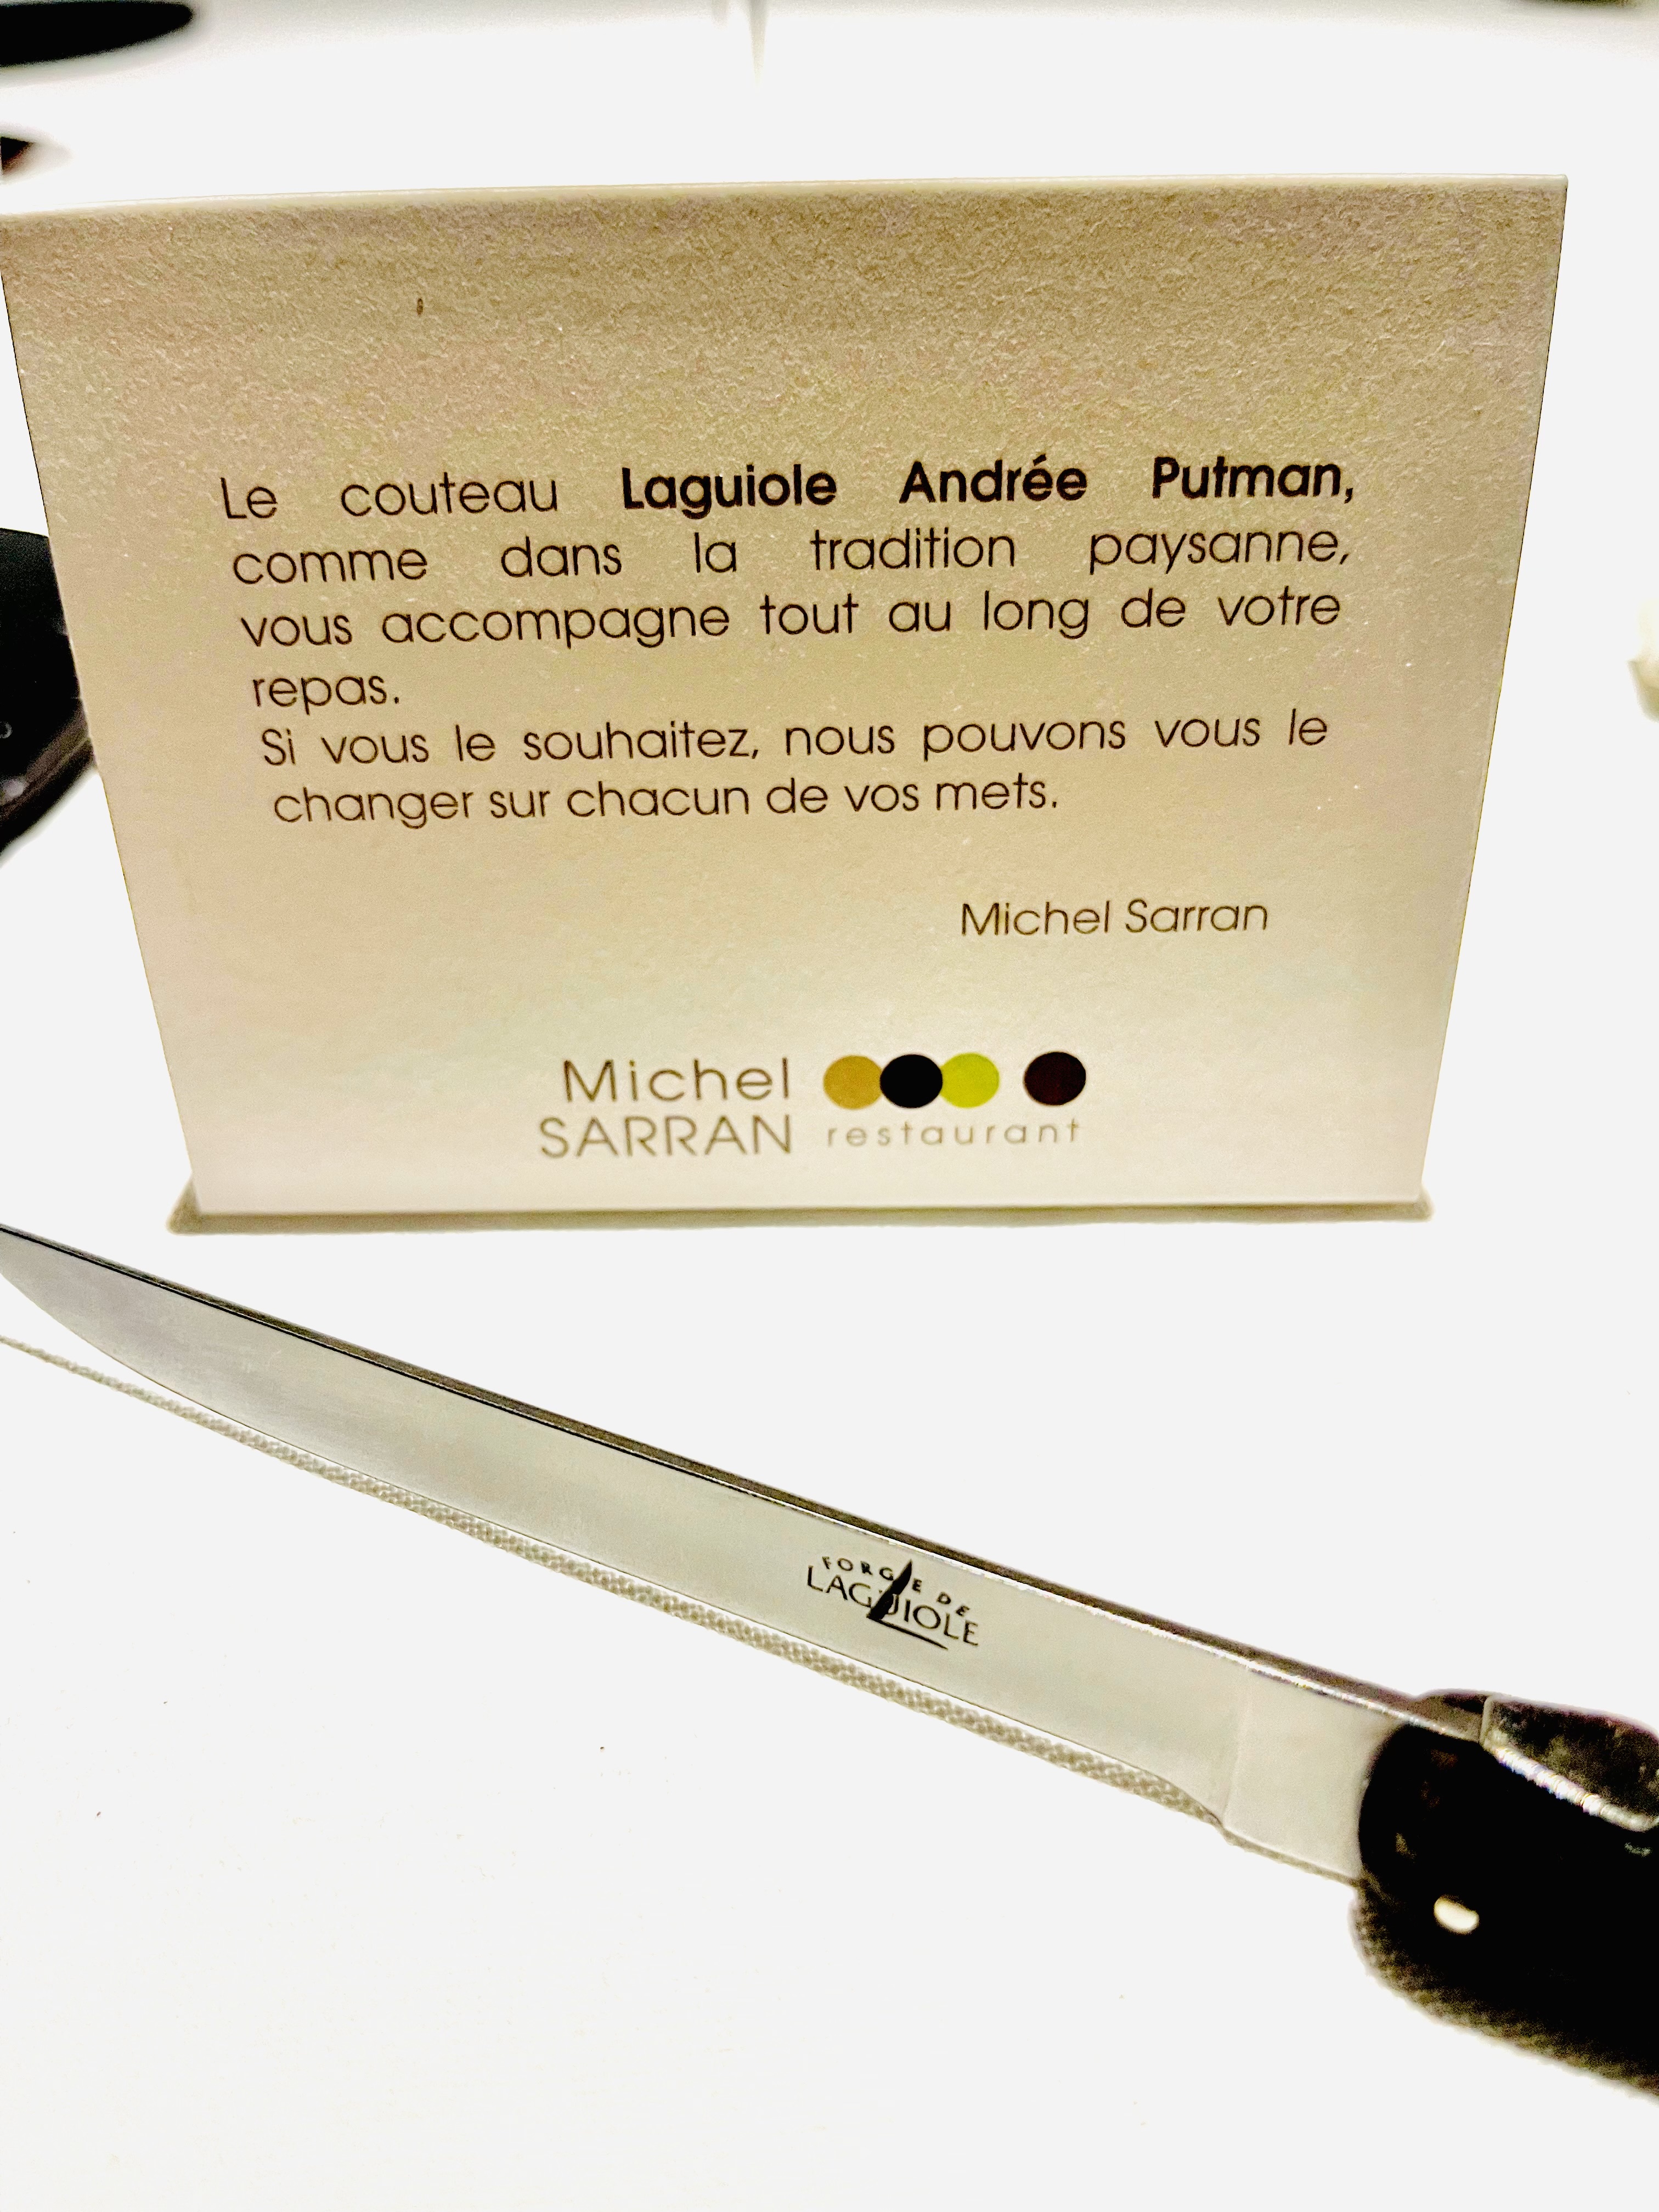 Le couteau Laguiole Andrée Putman,
comme dans la tradition paysanne,
vous accompagne tout au long de votre
repas.
Si vous le souhaitez, nous pouvons vous le
changer sur chacun de vos mets.
Michel Sarran
Michel
SARRAN
restaurant
FORGE DE
LAGUIOLE